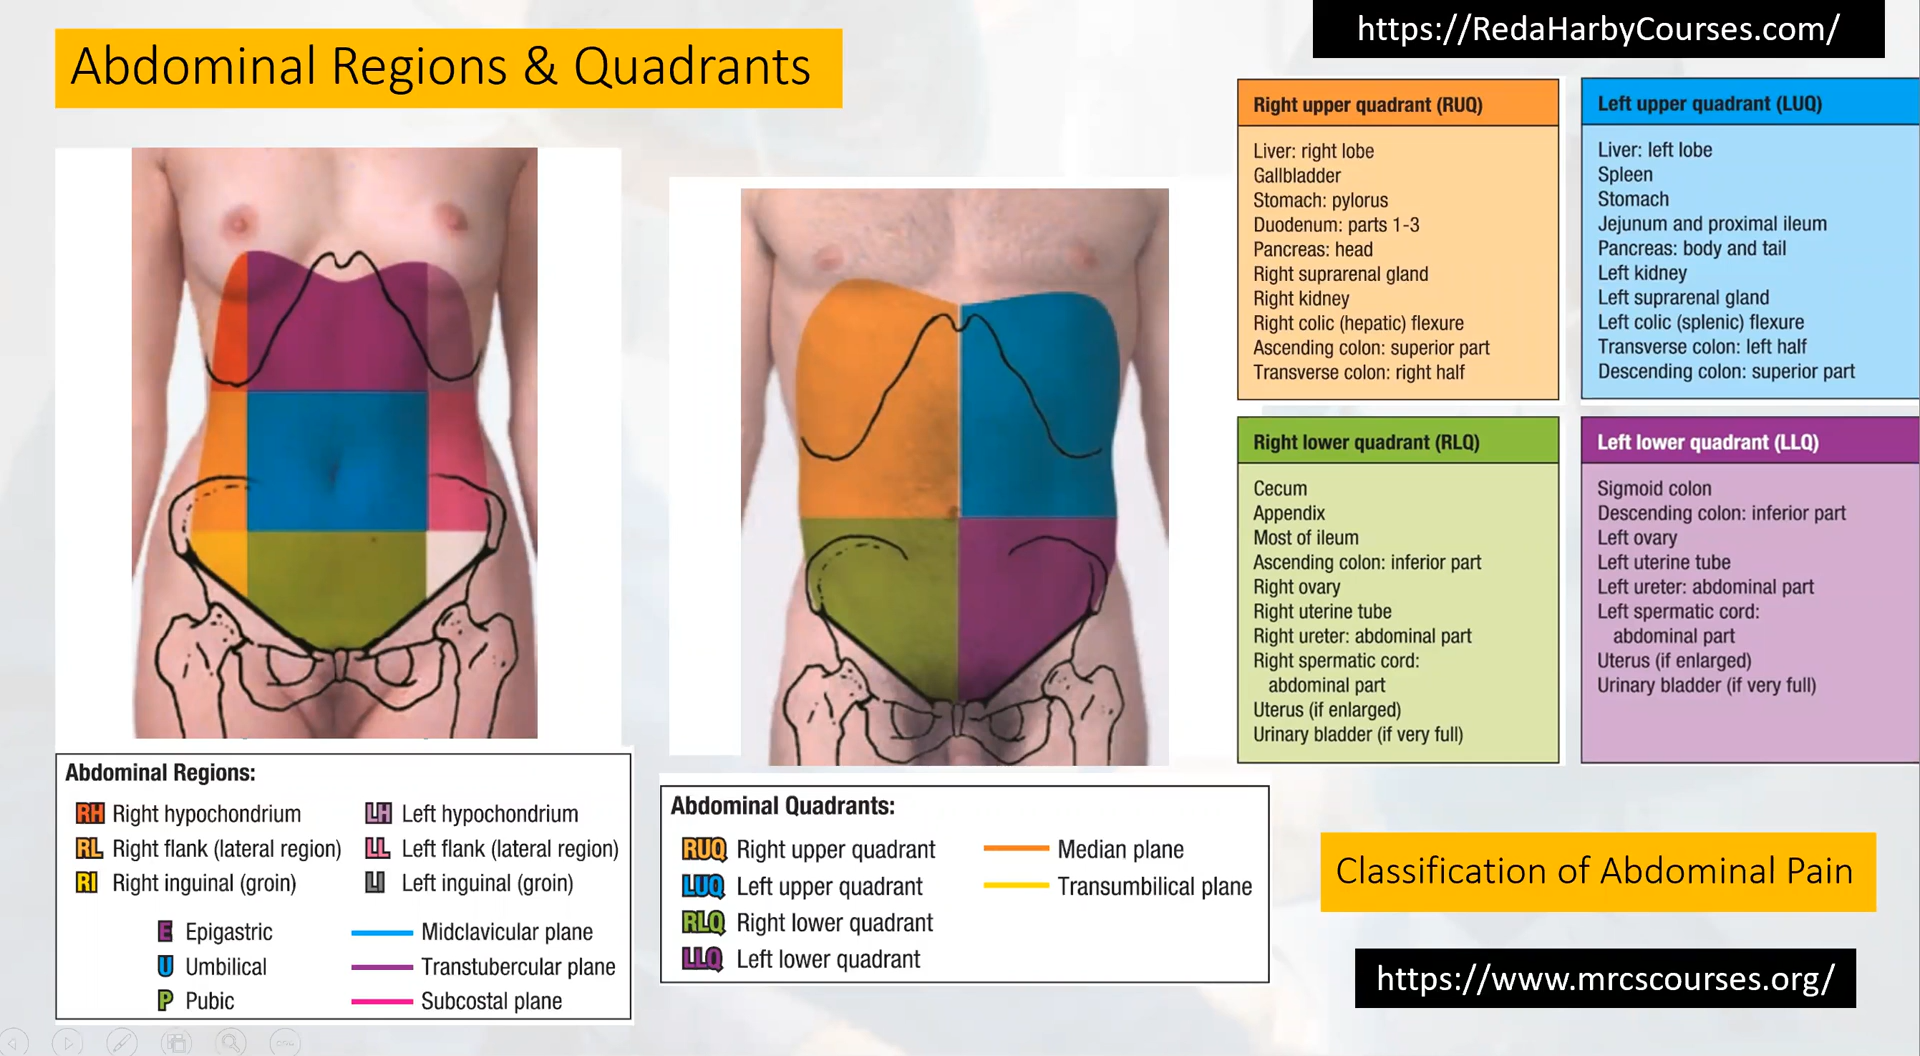 https://RedaHarbyCourses.com/
Abdominal Regions & Quadrants
Right upper quadrant (RUQ)
Liver: right lobe
Gallbladder
Stomach: pylorus
Duodenum: parts 1-3
Pancreas: head
Right suprarenal gland
Right kidney
Right colic (hepatic) flexure
Ascending colon: superior part
Transverse colon: right half
Left upper quadrant (LUQ)
Liver: left lobe
Spleen
Stomach
Jejunum and proximal ileum
Pancreas: body and tail
Left kidney
Left suprarenal gland
Left colic (splenic) flexure
Transverse colon: left half
Descending colon: superior part
Right lower quadrant (RLQ)
Cecum
Appendix
Most of ileum
Ascending colon: inferior part
Right ovary
Right uterine tube
Right ureter: abdominal part
Right spermatic cord:
abdominal part
Uterus (if enlarged)
Urinary bladder (if very full)
Left lower quadrant (LLQ)
Sigmoid colon
Descending colon: inferior part
Left ovary
Left uterine tube
Left ureter: abdominal part
Left spermatic cord:
abdominal part
Uterus (if enlarged)
Urinary bladder (if very full)
Abdominal Regions:
RH Right hypochondrium
LH Left hypochondrium
RL Right flank (lateral region)
LL Left flank (lateral region)
RI Right inguinal (groin)
LI Left inguinal (groin)
E Epigastric
Midclavicular plane
U Umbilical
Transtubercular plane
P Pubic
Subcostal plane
Abdominal Quadrants:
RUQ Right upper quadrant
Median plane
LUQ Left upper quadrant
Transumbilical plane
RLQ Right lower quadrant
LLQ Left lower quadrant
Classification of Abdominal Pain
https://www.mrcscourses.org/